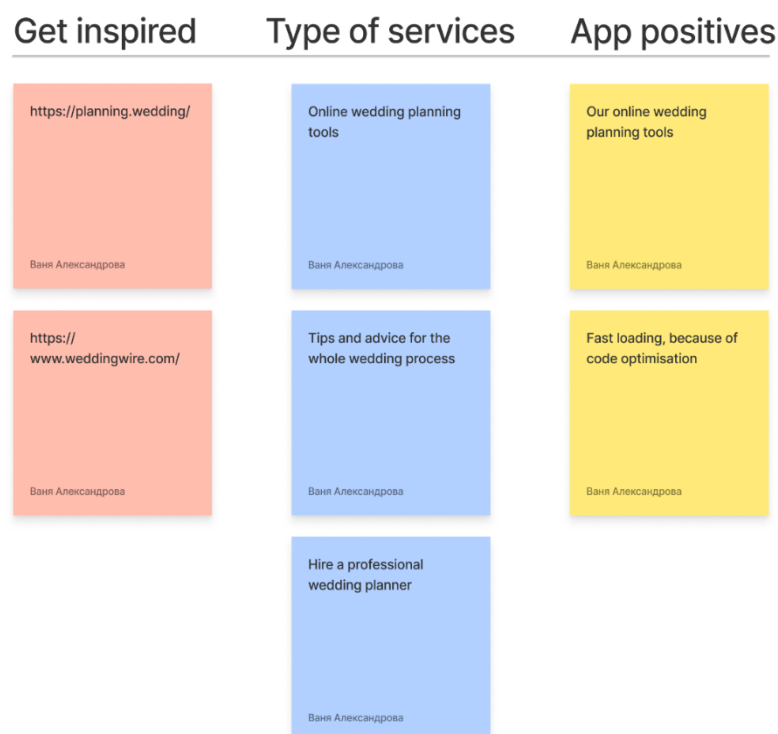 Get inspired
Type of services
App positives
https://planning.wedding/
Ваня Александрова
https://
www.weddingwire.com/
Ваня Александрова
Online wedding planning
tools
Ваня Александрова
Tips and advice for the
whole wedding process
Ваня Александрова
Hire a professional
wedding planner
Ваня Александрова
Our online wedding
planning tools
Ваня Александрова
Fast loading, because of
code optimisation
Ваня Александрова